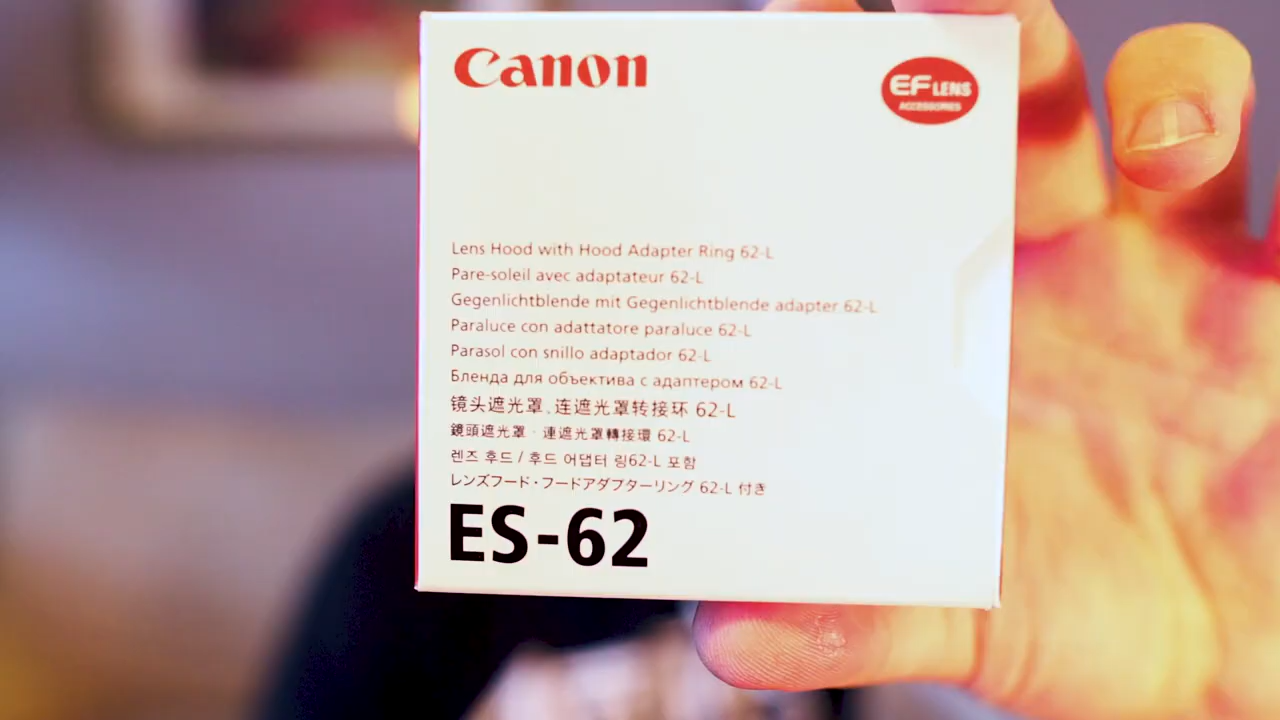 Canon
EF LENS
ACCESSORIES
Lens Hood with Hood Adapter Ring 62-L
Pare-soleil avec adaptateur 62-L
Gegenlichtblende mit Gegenlichtblende adapter 62-L
Paraluce con adattatore paraluce 62-L
Parasol con snillo adaptador 62-L
Бленда для объектива с адаптером 62-L
镜头遮光罩、连遮光罩转接环 62-L
鏡頭遮光罩・連遮光罩轉接環 62-L
렌즈 후드 / 후드 어댑터 링62-L 포함
レンズフード・フードアダプターリング 62-L 付き
ES-62